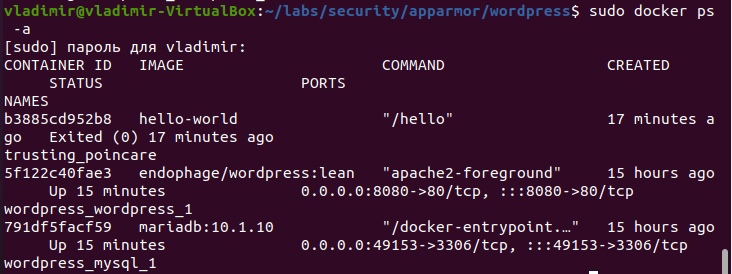 vladimir@vladimir-VirtualBox:~/labs/security/apparmor/wordpress$ sudo docker ps
 -a
[sudo] пароль для vladimir:
CONTAINER ID   IMAGE                    COMMAND                  CREATED
     STATUS                    PORTS
NAMES
b3885cd952b8   hello-world              "/hello"                 17 minutes a
go   Exited (0) 17 minutes ago
trusting_poincare
5f122c40fae3   endophage/wordpress:lean   "apache2-foreground"     15 hours ago
     Up 15 minutes             0.0.0.0:8080->80/tcp, :::8080->80/tcp
wordpress_wordpress_1
791df5facf59   mariadb:10.1.10          "/docker-entrypoint.…"   15 hours ago
     Up 15 minutes             0.0.0.0:49153->3306/tcp, :::49153->3306/tcp
wordpress_mysql_1